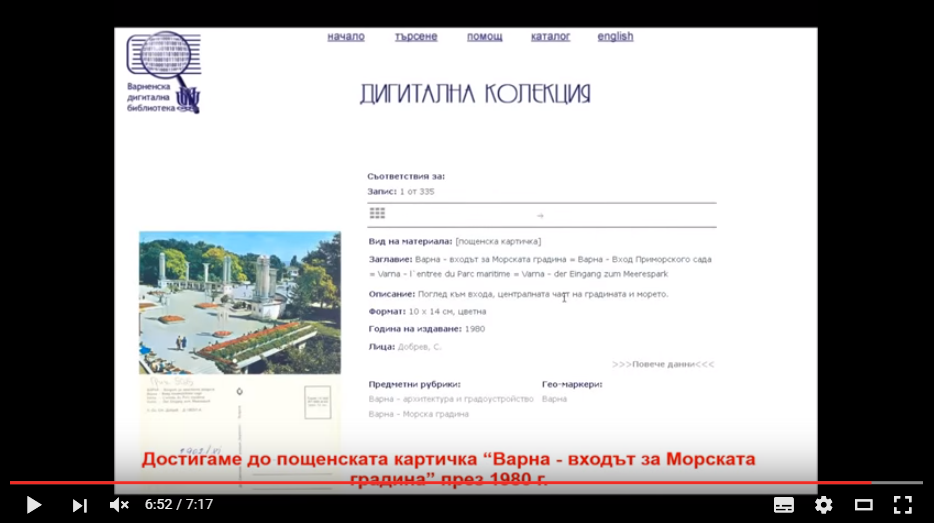 начало търсене помощ каталог english
Варненска
дигитална
библиотека
ДИГИТАЛНА КОЛЕКЦИЯ
Съответствия за:
Запис: 1 от 335
Вид на материала: [пощенска картичка]
Заглавие: Варна - входът за Морската градина = Варна - Вход Приморского сада
= Varna - l`entree du Parc maritime = Varna - der Eingang zum Meerespark
Описание: Поглед към входа, централната част на градината и морето.
Формат: 10 x 14 см, цветна
Година на издаване: 1980
Лица: Добрев, С.
>>>Повече данни<<<
Предметни рубрики: Гео-маркери:
Варна - архитектура и градоустройство Варна
Варна - Морска градина
Достигаме до пощенската картичка “Варна - входът за Морската
градина” през 1980 г.
6:52 / 7:17